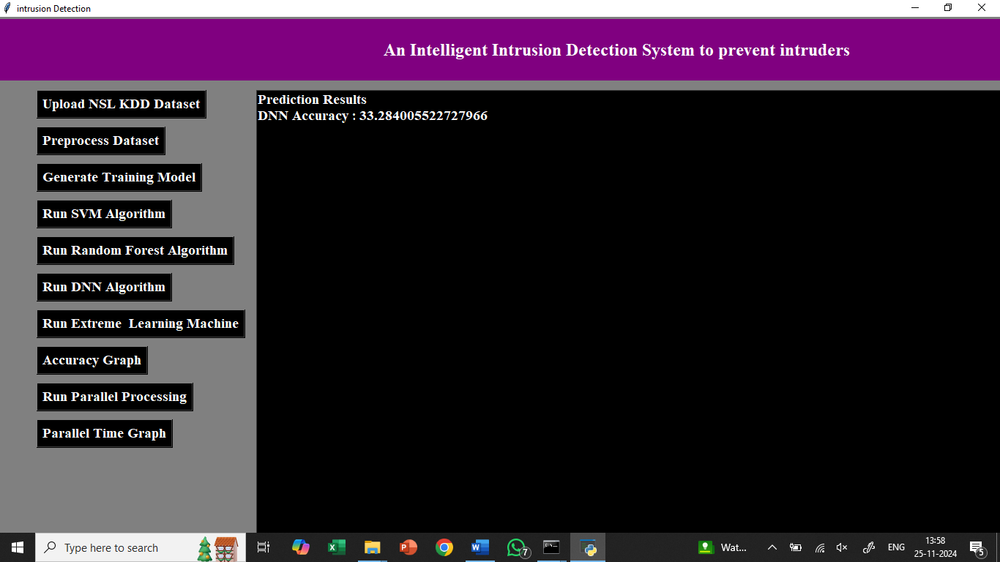 intrusion Detection
An Intelligent Intrusion Detection System to prevent intruders
Upload NSL KDD Dataset
Preprocess Dataset
Generate Training Model
Run SVM Algorithm
Run Random Forest Algorithm
Run DNN Algorithm
Run Extreme  Learning Machine
Accuracy Graph
Run Parallel Processing
Parallel Time Graph
Prediction Results
DNN Accuracy : 33.284005522727966
Type here to search
7
Wat...
ENG
13:58
25-11-2024
5